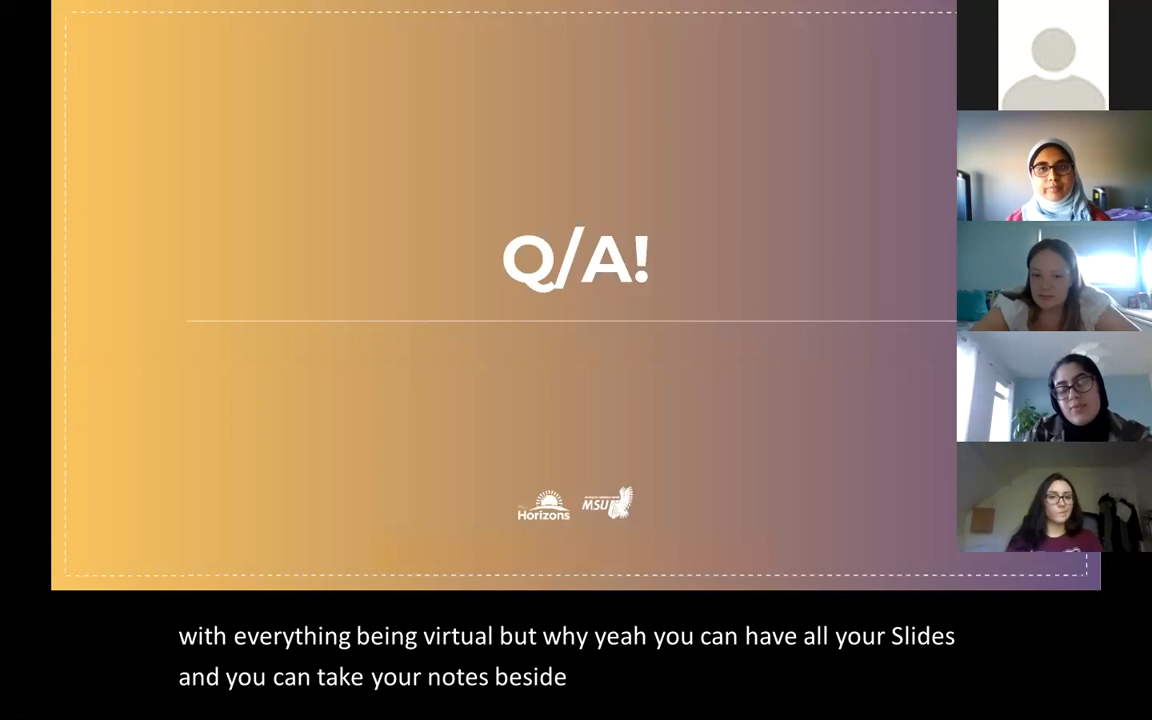 Q/A!
Horizons
MSU
with everything being virtual but why yeah you can have all your Slides
and you can take your notes beside